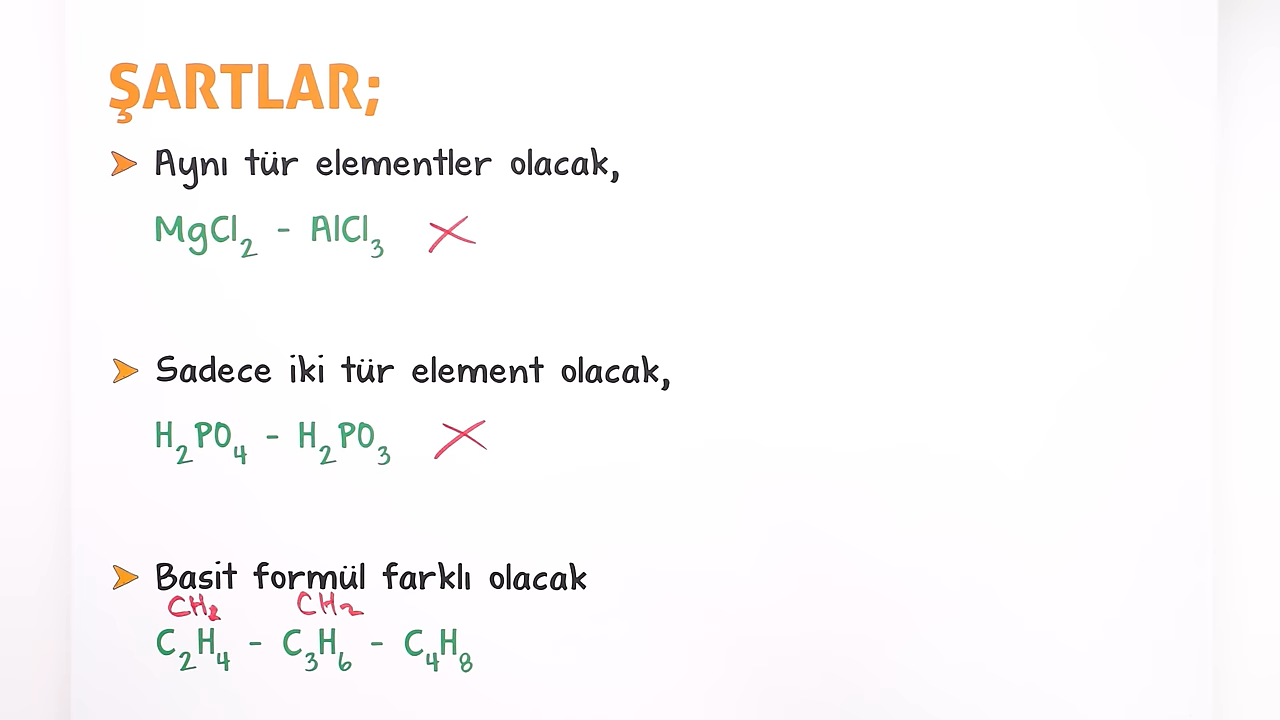 ŞARTLAR;
➤ Aynı tür elementler olacak,
MgCl₂ - AlCl₃
➤ Sadece iki tür element olacak,
H₂PO₄ - H₂PO₃
➤ Basit formül farklı olacak
CH₂ CH₂
C₂H₄ - C₃H₆ - C₄H₈